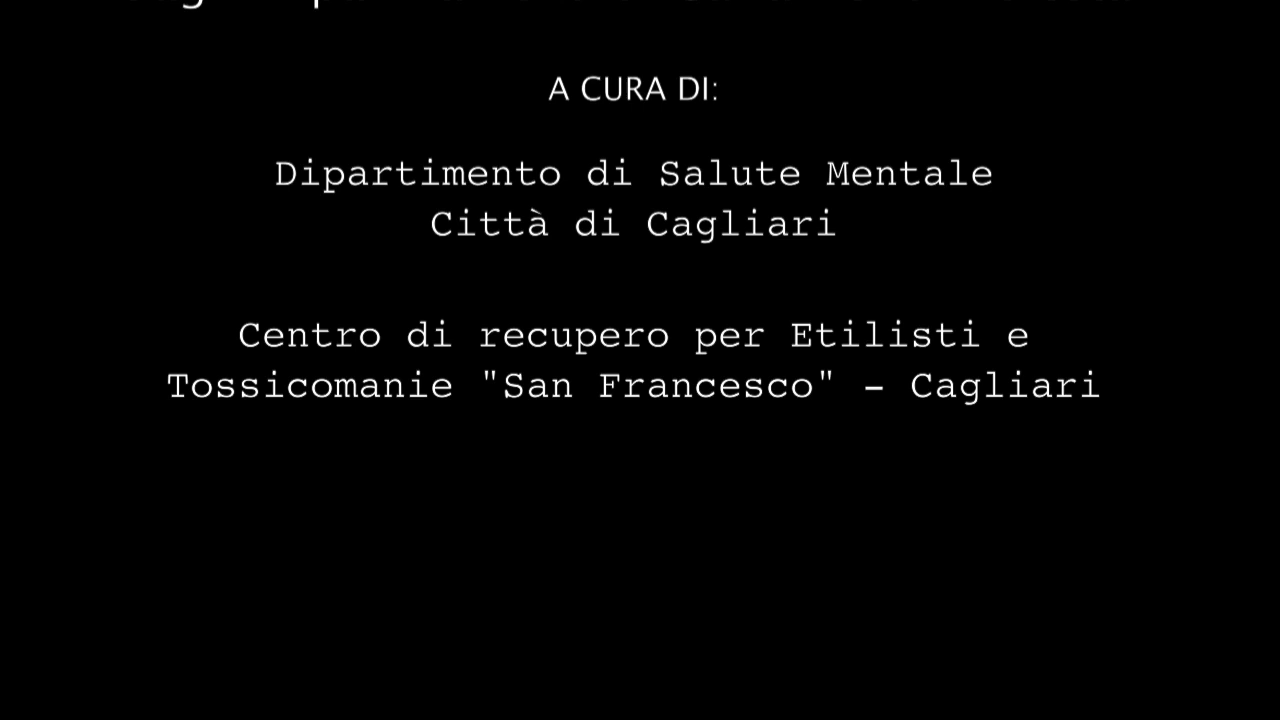 A CURA DI:
Dipartimento di Salute Mentale
Città di Cagliari
Centro di recupero per Etilisti e
Tossicomanie "San Francesco" - Cagliari